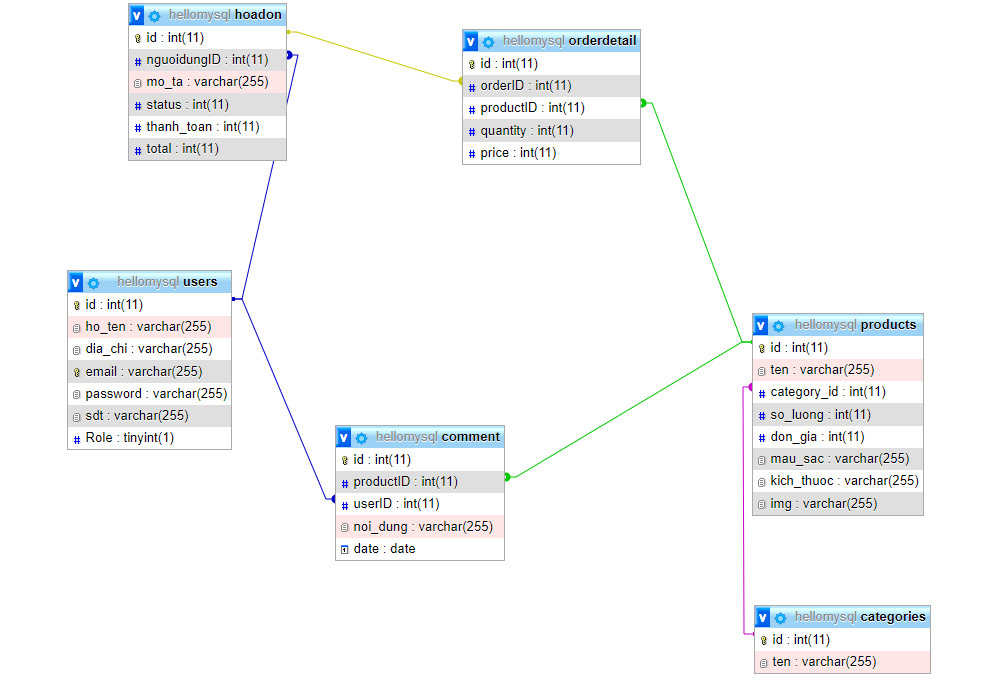 v hellomysql hoadon
id : int(11)
# nguoidungID : int(11)
mo_ta : varchar(255)
# status : int(11)
# thanh_toan : int(11)
# total : int(11)
v hellomysql orderdetail
id : int(11)
# orderID : int(11)
# productID : int(11)
# quantity : int(11)
# price : int(11)
v hellomysql users
id : int(11)
ho_ten : varchar(255)
dia_chi : varchar(255)
email : varchar(255)
password : varchar(255)
sdt : varchar(255)
# Role : tinyint(1)
v hellomysql comment
id : int(11)
# productID : int(11)
# userID : int(11)
noi_dung : varchar(255)
date : date
v hellomysql products
id : int(11)
ten : varchar(255)
# category_id : int(11)
# so_luong : int(11)
# don_gia : int(11)
mau_sac : varchar(255)
kich_thuoc : varchar(255)
img : varchar(255)
v hellomysql categories
id : int(11)
ten : varchar(255)